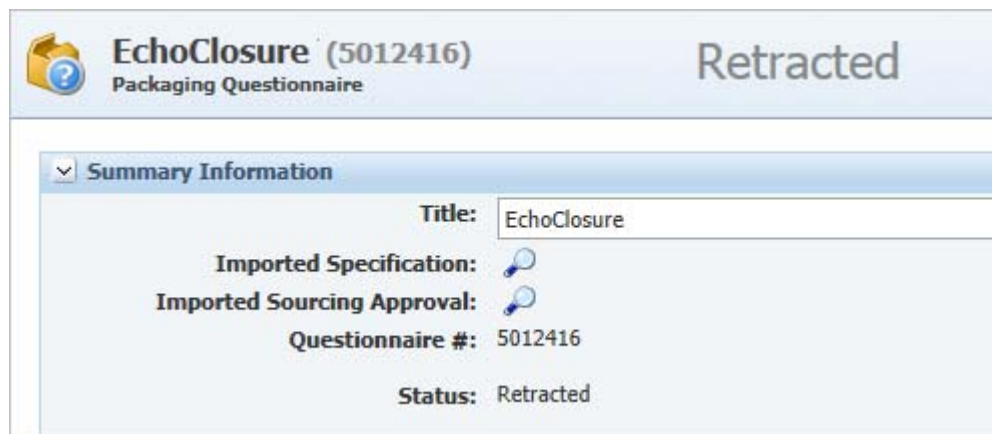 EchoClosure (5012416)
Packaging Questionnaire
Retracted
Summary Information
Title: EchoClosure
Imported Specification:
Imported Sourcing Approval:
Questionnaire #: 5012416
Status: Retracted